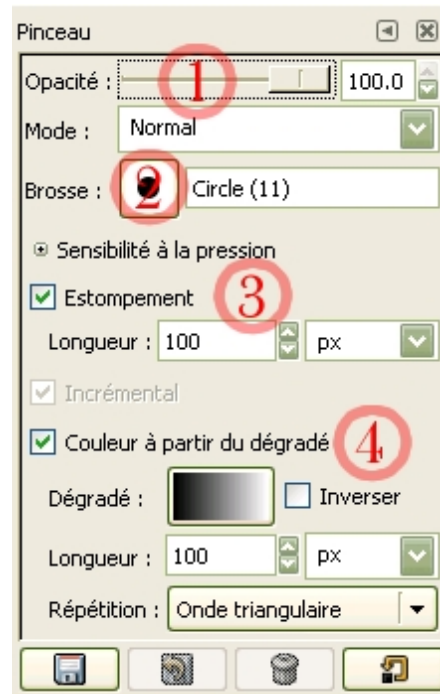 Pinceau
Opacité : 1 100.0
Mode : Normal
Brosse : 2 Circle (11)
Sensibilité à la pression
Estompement 3
Longueur : 100 px
Incrémental
Couleur à partir du dégradé 4
Dégradé : Inverser
Longueur : 100 px
Répétition : Onde triangulaire